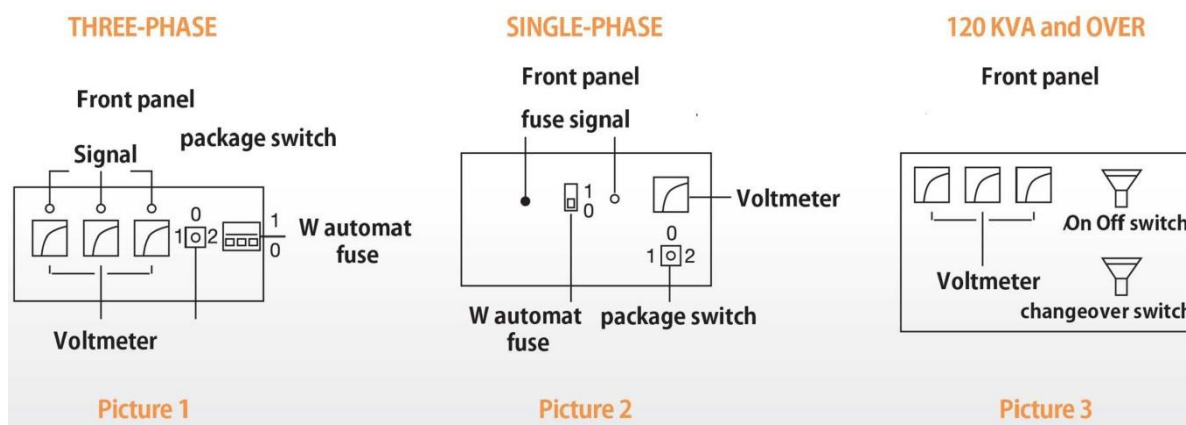 THREE-PHASE
Front panel
package switch
Signal
0
1 2
1
0
W automat
fuse
Voltmeter
Picture 1
SINGLE-PHASE
Front panel
fuse signal
1
0
Voltmeter
0
1 2
W automat
fuse
package switch
Picture 2
120 KVA and OVER
Front panel
On Off switch
Voltmeter
changeover switch
Picture 3